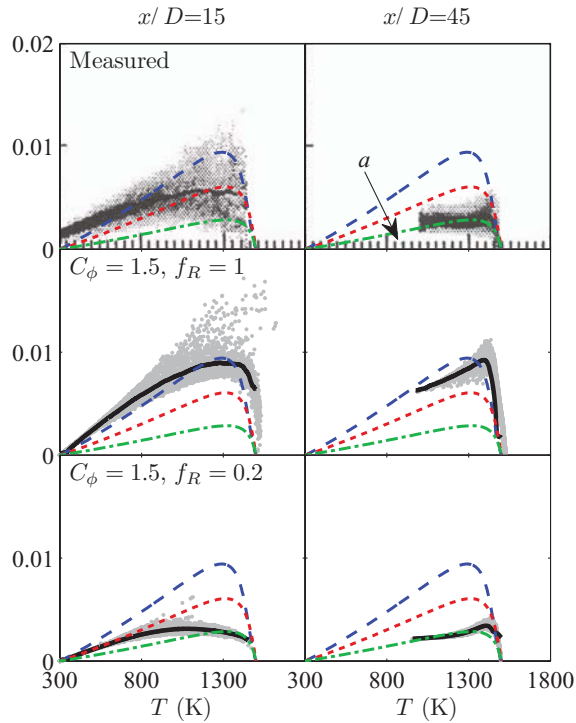 x/ D=15 x/ D=45
0.02
Measured
0.01
a
0
C_ϕ = 1.5, f_R = 1
0.01
0
C_ϕ = 1.5, f_R = 0.2
0.01
0
300 800 1300 300 800 1300 1800
T (K) T (K)